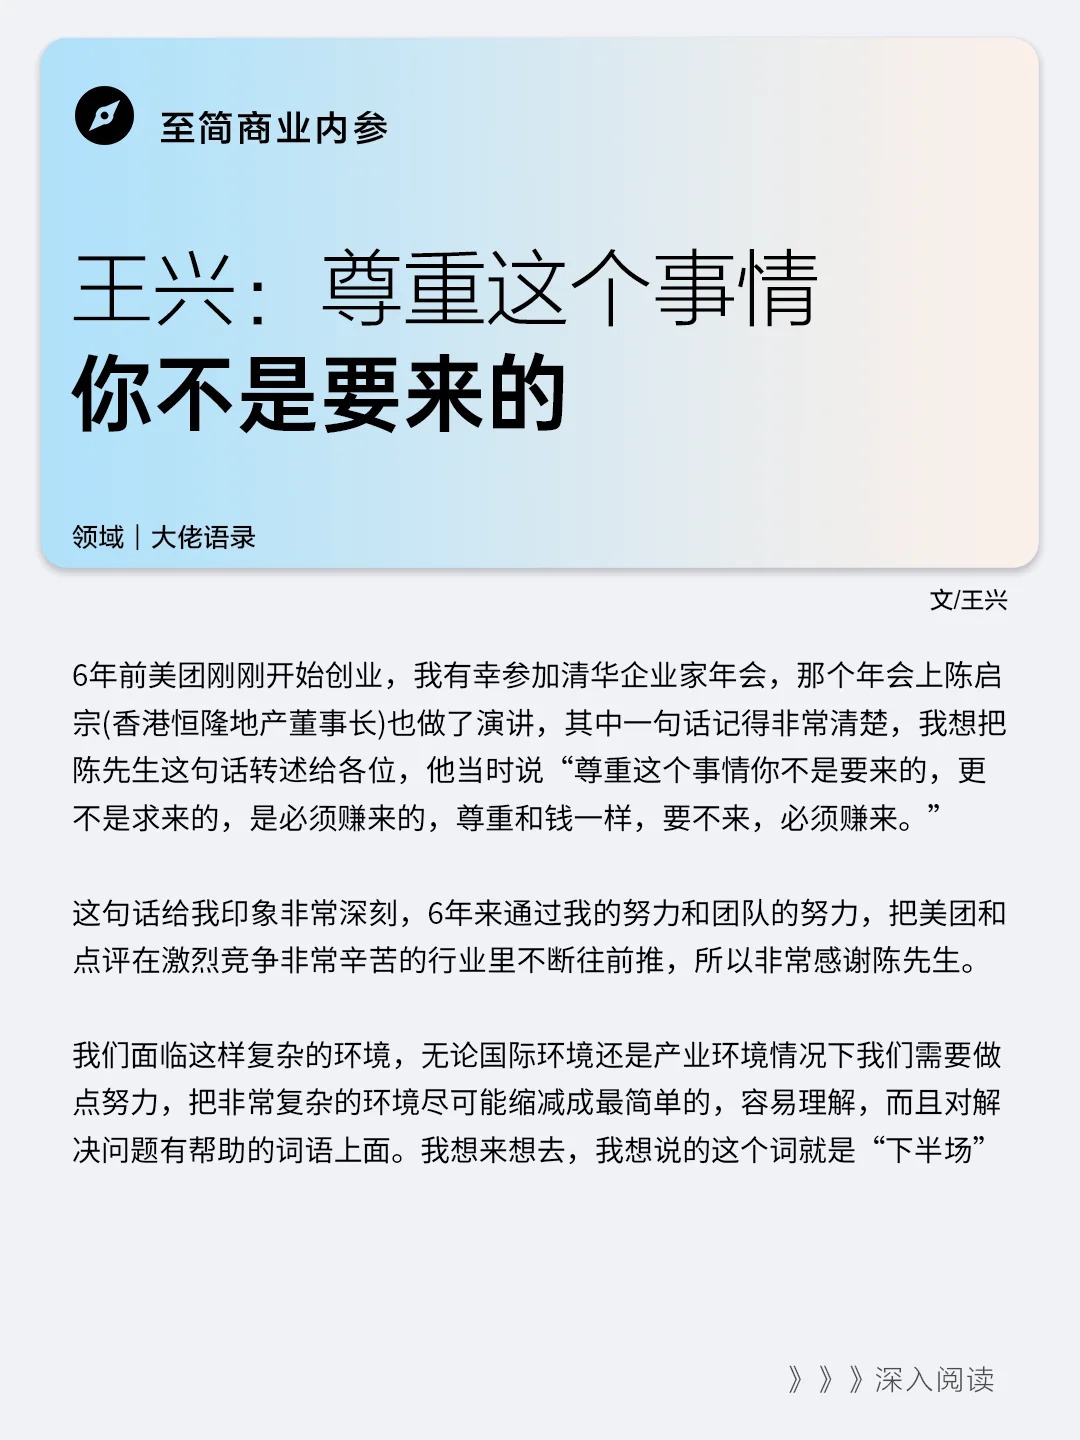 至简商业内参
王兴：尊重这个事情
你不是要来的
领域｜大佬语录
文/王兴
6年前美团刚刚开始创业，我有幸参加清华企业家年会，那个年会上陈启
宗(香港恒隆地产董事长)也做了演讲，其中一句话记得非常清楚，我想把
陈先生这句话转述给各位，他当时说“尊重这个事情你不是要来的，更
不是求来的，是必须赚来的，尊重和钱一样，要不来，必须赚来。”
这句话给我印象非常深刻，6年来通过我的努力和团队的努力，把美团和
点评在激烈竞争非常辛苦的行业里不断往前推，所以非常感谢陈先生。
我们面临这样复杂的环境，无论国际环境还是产业环境情况下我们需要做
点努力，把非常复杂的环境尽可能缩减成最简单的，容易理解，而且对解
决问题有帮助的词语上面。我想来想去，我想说的这个词就是“下半场”
》》》深入阅读